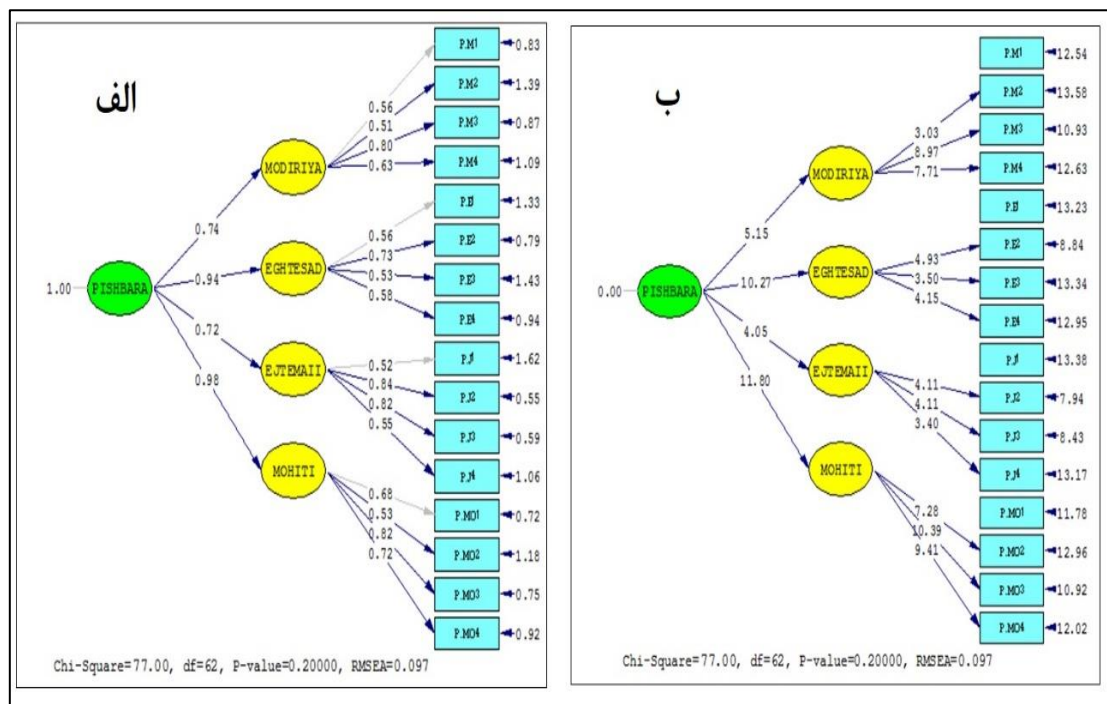 الف
1.00
PISHBARA
0.74
0.94
0.72
0.98
MODIRIYA
EGHTESAD
EJTEMAII
MOHITI
0.56
0.51
0.80
0.63
0.56
0.73
0.53
0.58
0.52
0.84
0.82
0.55
0.68
0.53
0.82
0.72
P.M1 0.83
P.M2 1.39
P.M3 0.87
P.M4 1.09
P.E1 1.33
P.E2 0.79
P.E3 1.43
P.E4 0.94
P.J1 1.62
P.J2 0.55
P.J3 0.59
P.J4 1.06
P.MO1 0.72
P.MO2 1.18
P.MO3 0.75
P.MO4 0.92
Chi-Square=77.00, df=62, P-value=0.20000, RMSEA=0.097
ب
0.00
PISHBARA
5.15
10.27
4.05
11.80
MODIRIYA
EGHTESAD
EJTEMAII
MOHITI
3.03
8.97
7.71
4.93
3.50
4.15
4.11
4.11
3.40
7.28
10.39
9.41
P.M1 12.54
P.M2 13.58
P.M3 10.93
P.M4 12.63
P.E1 13.23
P.E2 8.84
P.E3 13.34
P.E4 12.95
P.J1 13.38
P.J2 7.94
P.J3 8.43
P.J4 13.17
P.MO1 11.78
P.MO2 12.96
P.MO3 10.92
P.MO4 12.02
Chi-Square=77.00, df=62, P-value=0.20000, RMSEA=0.097